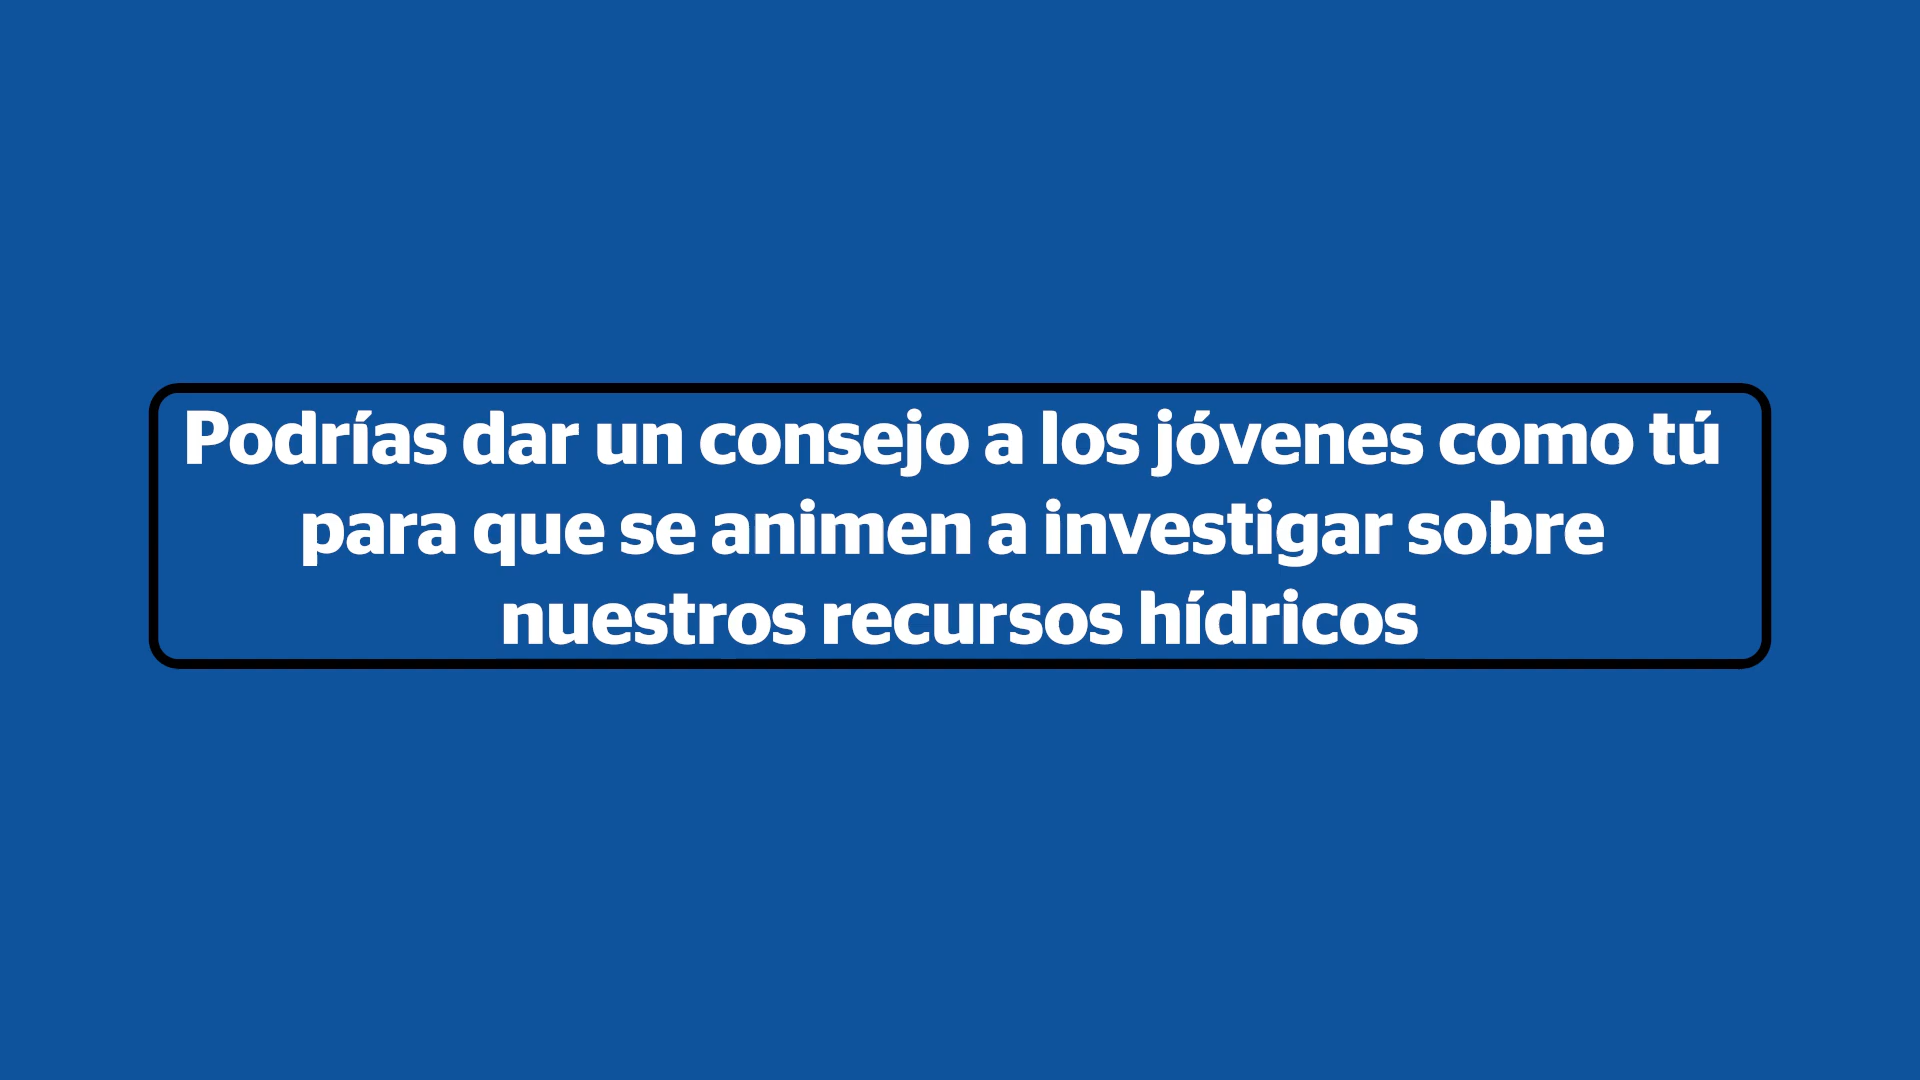 Podrías dar un consejo a los jóvenes como tú
para que se animen a investigar sobre
nuestros recursos hídricos